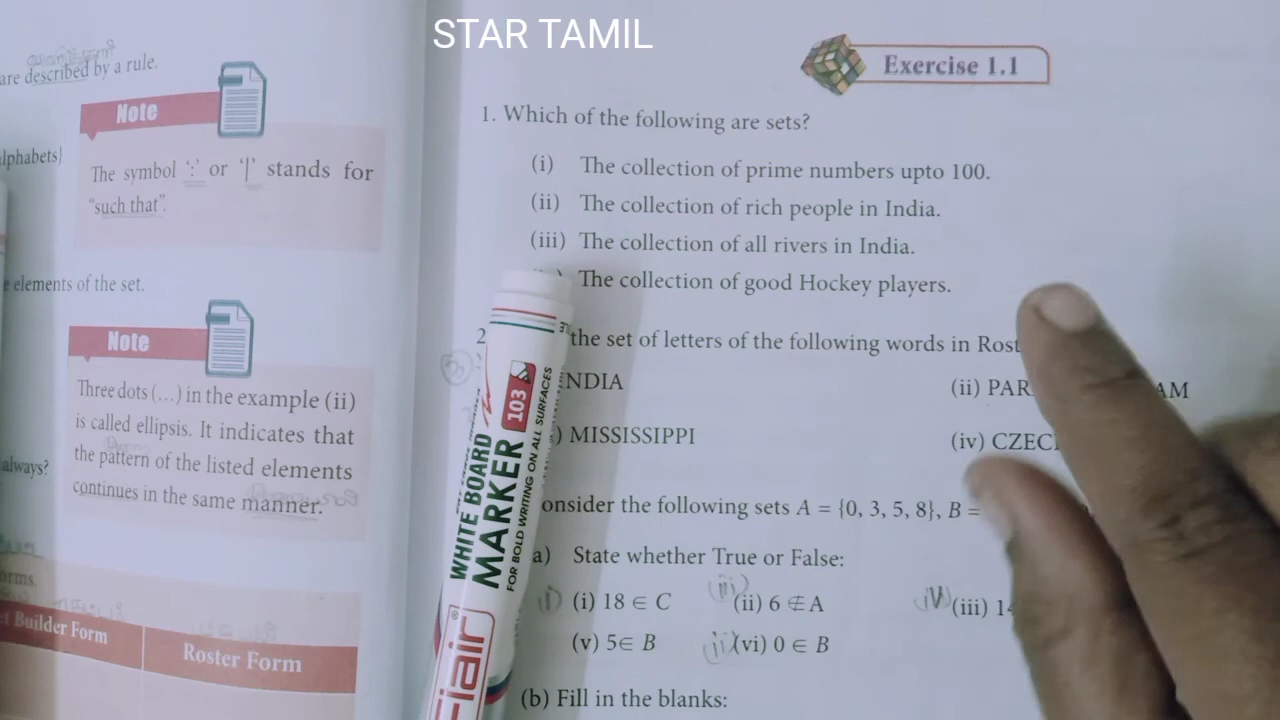 STAR TAMIL
are described by a rule.
Note
lphabets}
The symbol ':' or '|' stands for
"such that".
e elements of the set.
Note
Three dots (...) in the example (ii)
is called ellipsis. It indicates that
the pattern of the listed elements
continues in the same manner.
always?
orms.
t Builder Form
Roster Form
Exercise 1.1
1. Which of the following are sets?
(i) The collection of prime numbers upto 100.
(ii) The collection of rich people in India.
(iii) The collection of all rivers in India.
The collection of good Hockey players.
2 the set of letters of the following words in Rost
NDIA (ii) PAR AM
) MISSISSIPPI (iv) CZEC
onsider the following sets A = {0, 3, 5, 8}, B =
a) State whether True or False:
(i) (i) 18 ∈ C (iii) (ii) 6 ∉ A (iv) (iii) 14
(v) 5∈ B (ii) (vi) 0 ∈ B
(b) Fill in the blanks:
WHITE BOARD
MARKER
FOR BOLD WRITING ON ALL SURFACES
103
Flair